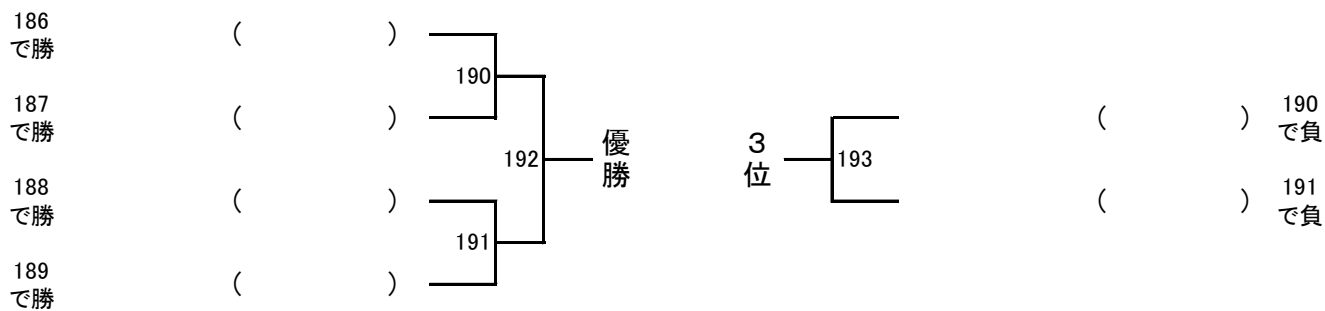 186
で勝 ( )
190
187
で勝 ( )
192 優勝
188
で勝 ( )
191
189
で勝 ( )
3位 193
( ) 190
で負
( ) 191
で負